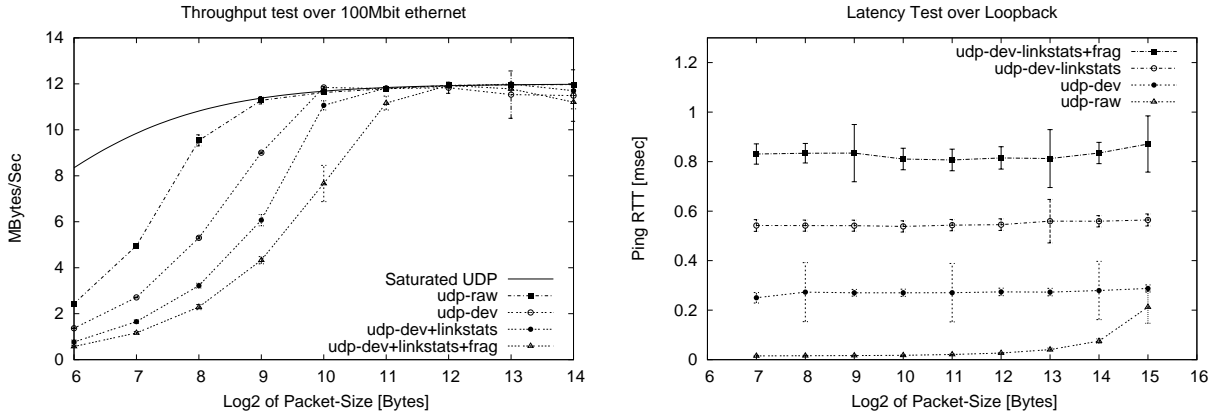 Throughput test over 100Mbit ethernet
MBytes/Sec
14
12
10
8
6
4
2
0
Saturated UDP
udp-raw
udp-dev
udp-dev+linkstats
udp-dev+linkstats+frag
6 7 8 9 10 11 12 13 14
Log2 of Packet-Size [Bytes]
Latency Test over Loopback
Ping RTT [msec]
1.2
1
0.8
0.6
0.4
0.2
0
udp-dev-linkstats+frag
udp-dev-linkstats
udp-dev
udp-raw
6 7 8 9 10 11 12 13 14 15 16
Log2 of Packet-Size [Bytes]